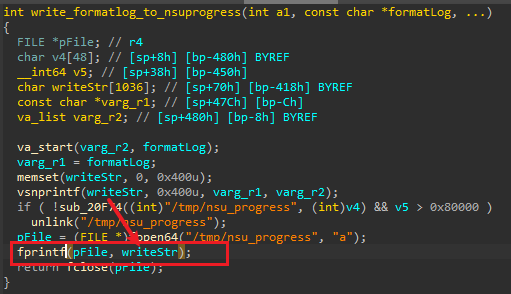 int write_formatlog_to_nsuprogress(int a1, const char *formatLog, ...)
{
FILE *pFile; // r4
char v4[48]; // [sp+8h] [bp-480h] BYREF
__int64 v5; // [sp+38h] [bp-450h]
char writeStr[1036]; // [sp+70h] [bp-418h] BYREF
const char *varg_r1; // [sp+47Ch] [bp-Ch]
va_list varg_r2; // [sp+480h] [bp-8h] BYREF
va_start(varg_r2, formatLog);
varg_r1 = formatLog;
memset(writeStr, 0, 0x400u);
vsnprintf(writeStr, 0x400u, varg_r1, varg_r2);
if ( !sub_20F74((int)"/tmp/nsu_progress", (int)v4) && v5 > 0x80000 )
unlink("/tmp/nsu_progress");
pFile = (FILE *)fopen64("/tmp/nsu_progress", "a");
fprintf(pFile, writeStr);
return fclose(pFile);
}